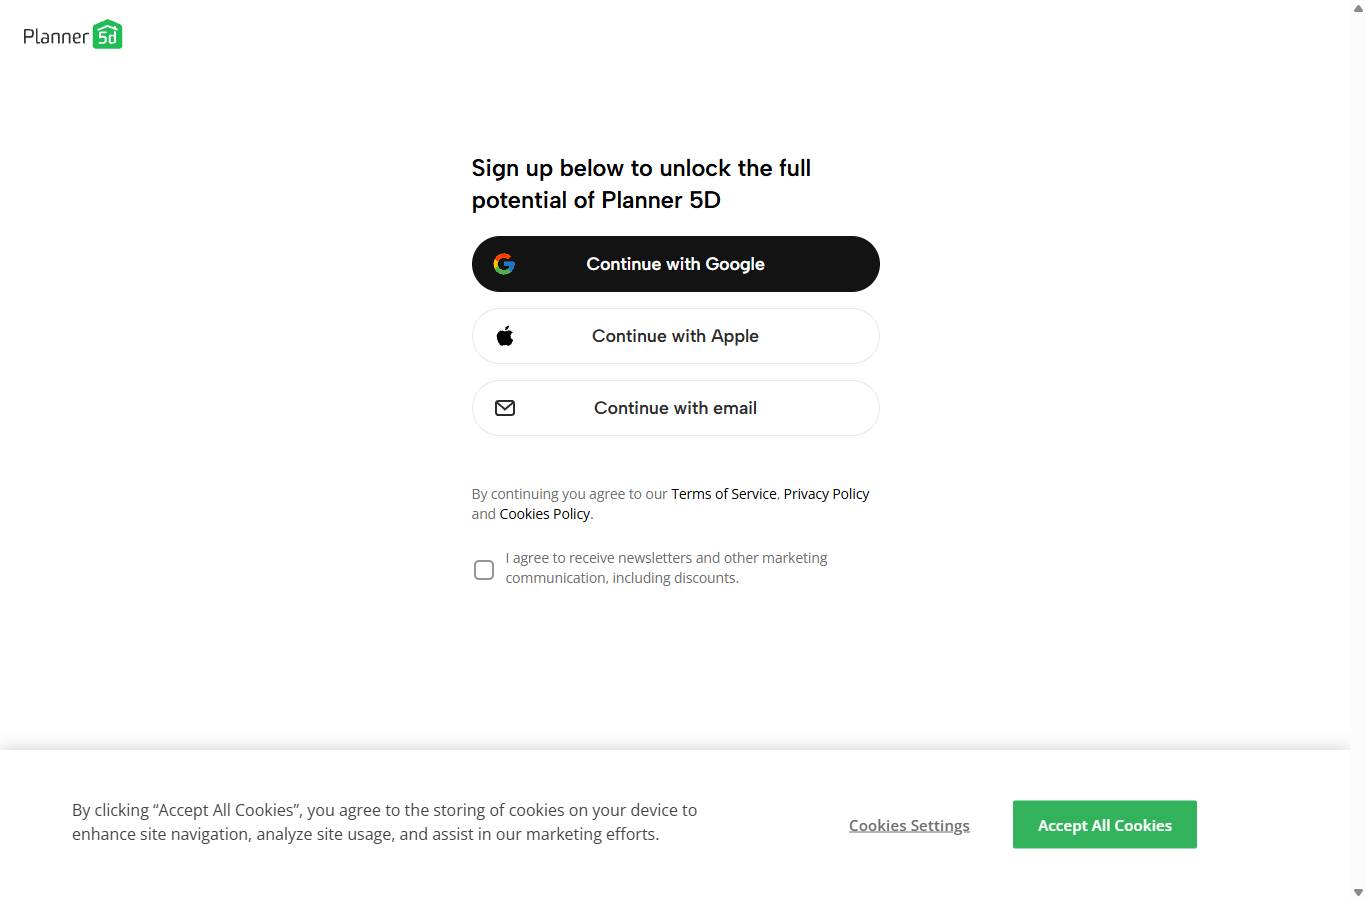 Planner 5d
Sign up below to unlock the full
potential of Planner 5D
Continue with Google
Continue with Apple
Continue with email
By continuing you agree to our Terms of Service, Privacy Policy
and Cookies Policy.
I agree to receive newsletters and other marketing
communication, including discounts.
By clicking “Accept All Cookies”, you agree to the storing of cookies on your device to
enhance site navigation, analyze site usage, and assist in our marketing efforts.
Cookies Settings
Accept All Cookies